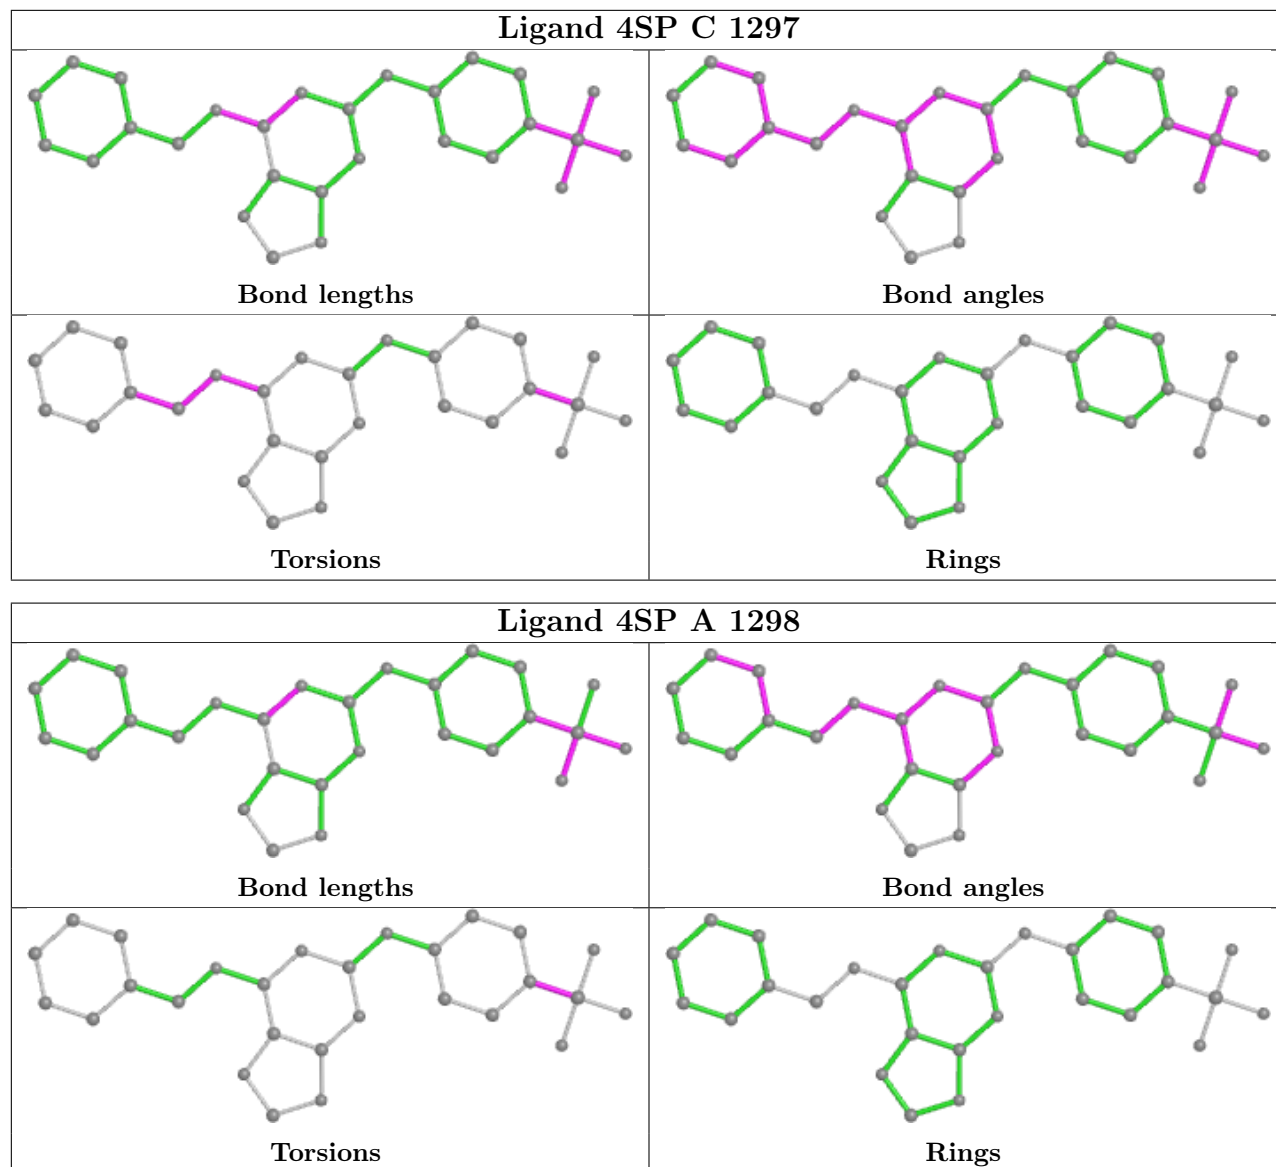 Ligand 4SP C 1297
Bond lengths
Bond angles
Torsions
Rings
Ligand 4SP A 1298
Bond lengths
Bond angles
Torsions
Rings